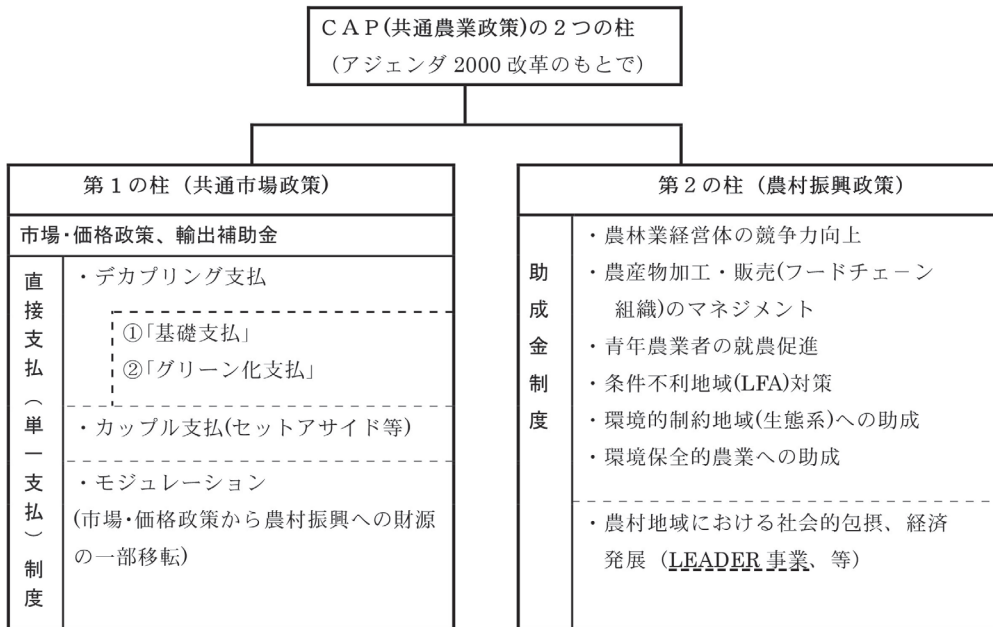 CAP(共通農業政策)の2つの柱
(アジェンダ 2000 改革のもとで)
第1の柱 (共通市場政策)
市場・価格政策、輸出補助金
直接支払(単一支払)制度
・デカプリング支払
①「基礎支払」
②「グリーン化支払」
・カップル支払(セットアサイド等)
・モジュレーション
(市場・価格政策から農村振興への財源
の一部移転)
第2の柱 (農村振興政策)
助成金制度
・農林業経営体の競争力向上
・農産物加工・販売(フードチェーン
組織)のマネジメント
・青年農業者の就農促進
・条件不利地域(LFA)対策
・環境的制約地域(生態系)への助成
・環境保全的農業への助成
・農村地域における社会的包摂、経済
発展 (LEADER 事業、等)